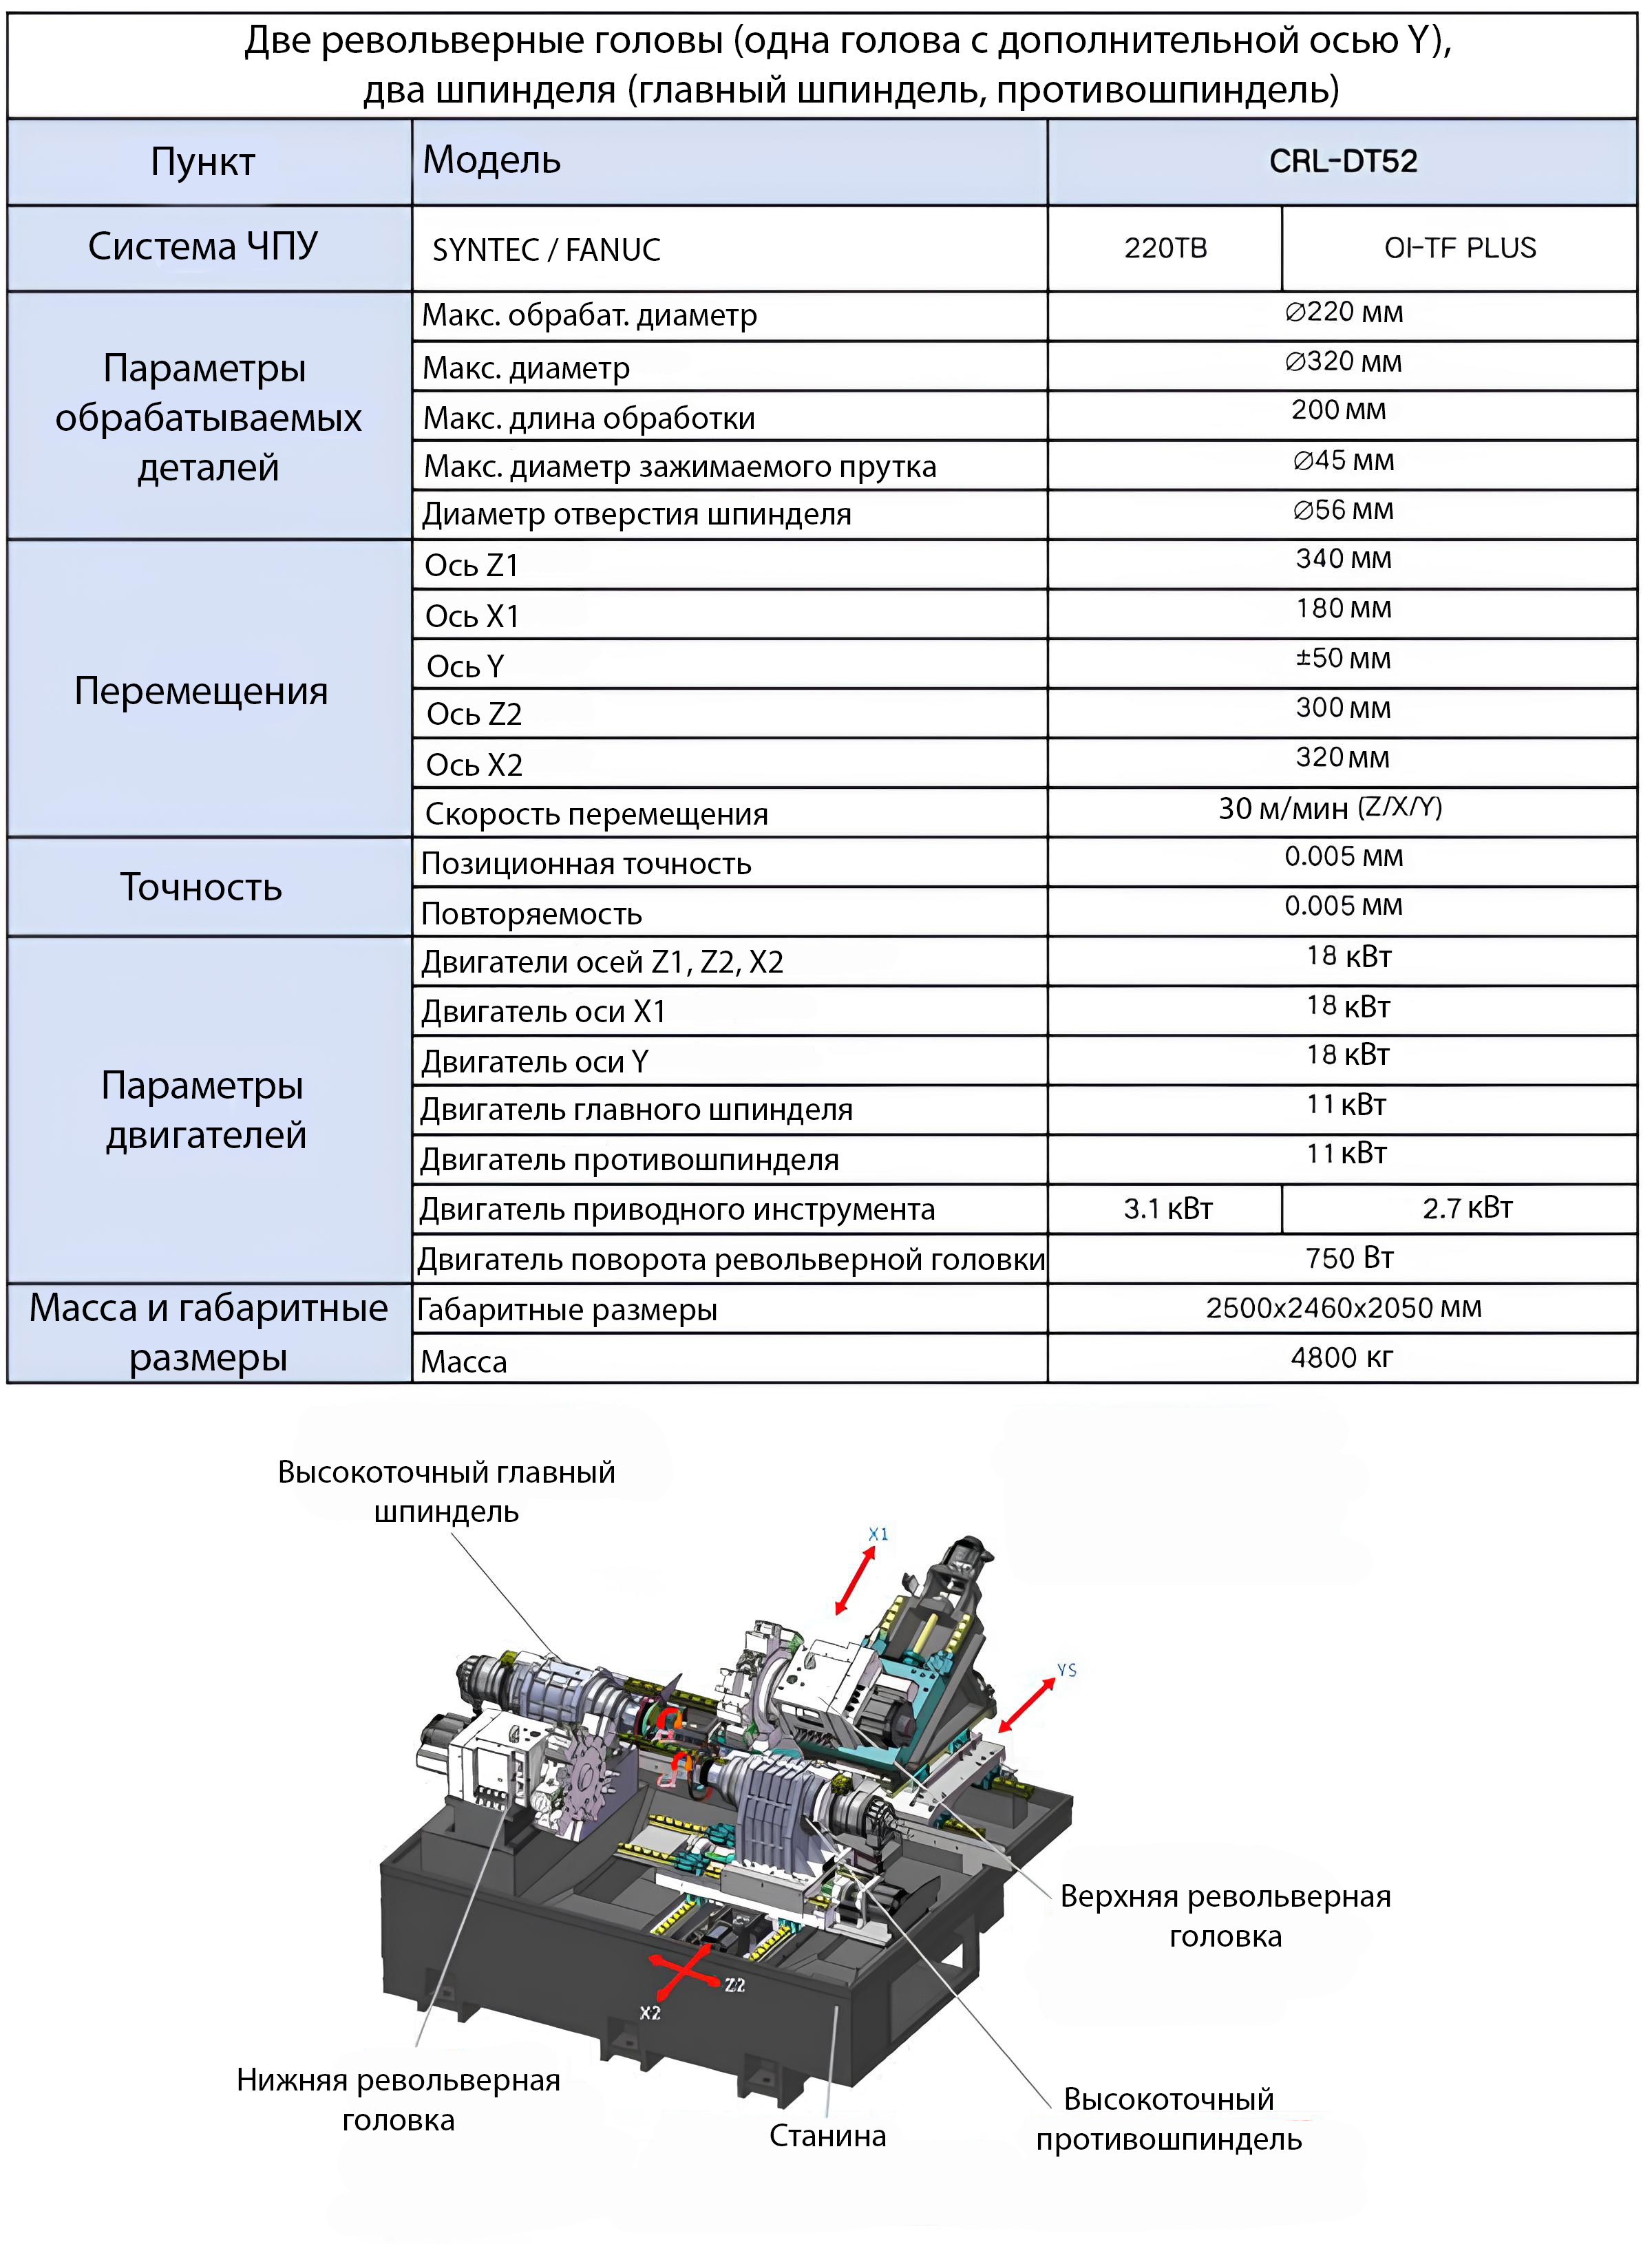 Две револьверные головы (одна голова с дополнительной осью Y),
два шпинделя (главный шпиндель, противошпиндель)
Пункт Модель CRL-DT52
Система ЧПУ SYNTEC / FANUC 220TB OI-TF PLUS
Параметры
обрабатываемых
деталей
Макс. обрабат. диаметр ∅220 мм
Макс. диаметр ∅320 мм
Макс. длина обработки 200 мм
Макс. диаметр зажимаемого прутка ∅45 мм
Диаметр отверстия шпинделя ∅56 мм
Перемещения
Ось Z1 340 мм
Ось X1 180 мм
Ось Y ±50 мм
Ось Z2 300 мм
Ось X2 320 мм
Скорость перемещения 30 м/мин (Z/X/Y)
Точность
Позиционная точность 0.005 мм
Повторяемость 0.005 мм
Параметры
двигателей
Двигатели осей Z1, Z2, X2 18 кВт
Двигатель оси X1 18 кВт
Двигатель оси Y 18 кВт
Двигатель главного шпинделя 11 кВт
Двигатель противошпинделя 11 кВт
Двигатель приводного инструмента 3.1 кВт 2.7 кВт
Двигатель поворота револьверной головки 750 Вт
Масса и габаритные
размеры
Габаритные размеры 2500x2460x2050 мм
Масса 4800 кг
Высокоточный главный
шпиндель
X1
YS
Верхняя револьверная
головка
Z2
X2
Нижняя револьверная
головка
Станина
Высокоточный
противошпиндель